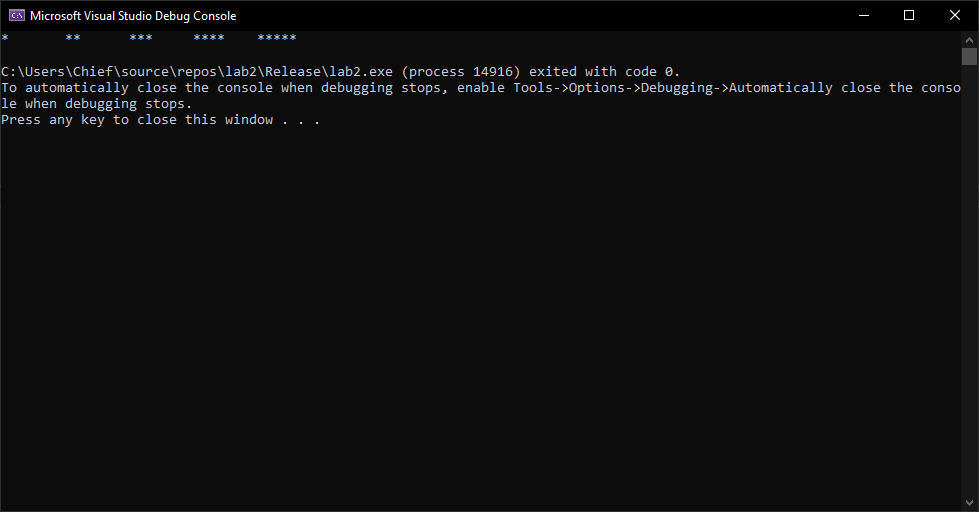 Microsoft Visual Studio Debug Console
*       **      ***     ****    *****
C:\Users\Chief\source\repos\lab2\Release\lab2.exe (process 14916) exited with code 0.
To automatically close the console when debugging stops, enable Tools->Options->Debugging->Automatically close the conso
le when debugging stops.
Press any key to close this window . . .